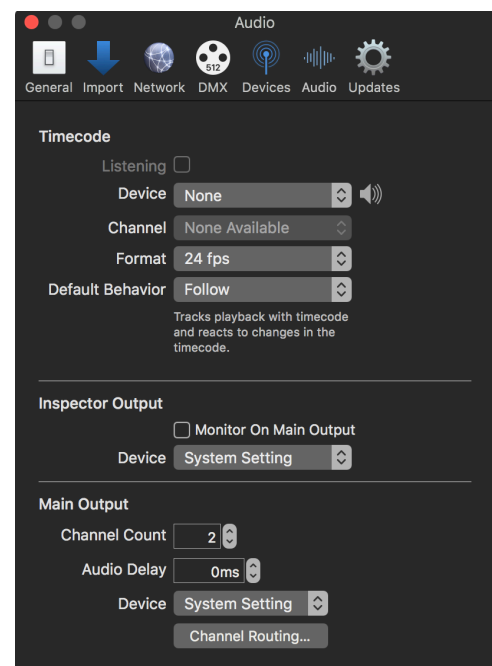 Audio
512
General Import Network DMX Devices Audio Updates
Timecode
Listening
Device None
Channel None Available
Format 24 fps
Default Behavior Follow
Tracks playback with timecode
and reacts to changes in the
timecode.
Inspector Output
Monitor On Main Output
Device System Setting
Main Output
Channel Count 2
Audio Delay 0ms
Device System Setting
Channel Routing...